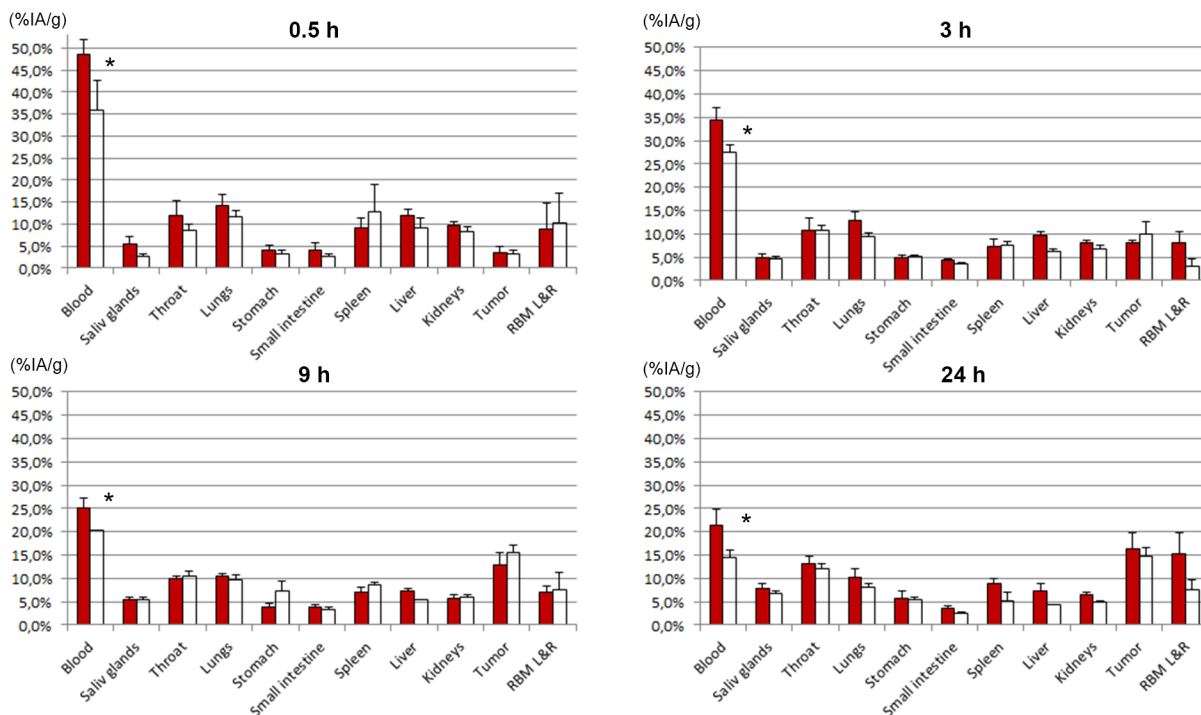 (%IA/g)
0.5 h
50,0%
45,0%
40,0%
35,0%
30,0%
25,0%
20,0%
15,0%
10,0%
5,0%
0,0%
*
Blood
Saliv glands
Throat
Lungs
Stomach
Small intestine
Spleen
Liver
Kidneys
Tumor
RBM L&R
(%IA/g)
3 h
50,0%
45,0%
40,0%
35,0%
30,0%
25,0%
20,0%
15,0%
10,0%
5,0%
0,0%
*
Blood
Saliv glands
Throat
Lungs
Stomach
Small intestine
Spleen
Liver
Kidneys
Tumor
RBM L&R
(%IA/g)
9 h
50,0%
45,0%
40,0%
35,0%
30,0%
25,0%
20,0%
15,0%
10,0%
5,0%
0,0%
*
Blood
Saliv glands
Throat
Lungs
Stomach
Small intestine
Spleen
Liver
Kidneys
Tumor
RBM L&R
(%IA/g)
24 h
50,0%
45,0%
40,0%
35,0%
30,0%
25,0%
20,0%
15,0%
10,0%
5,0%
0,0%
*
Blood
Saliv glands
Throat
Lungs
Stomach
Small intestine
Spleen
Liver
Kidneys
Tumor
RBM L&R